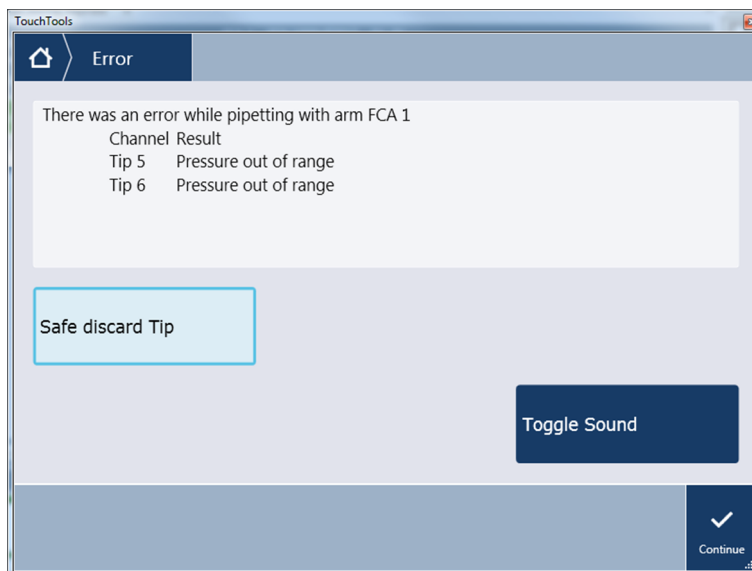 TouchTools
Error
There was an error while pipetting with arm FCA 1
Channel Result
Tip 5 Pressure out of range
Tip 6 Pressure out of range
Safe discard Tip
Toggle Sound
Continue